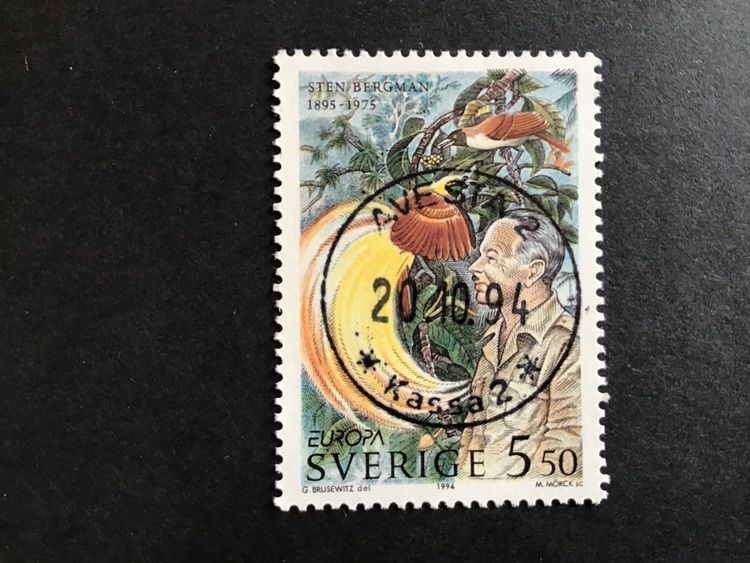 STEN BERGMAN
1895-1975
AVESTA 2
20.10.94
* Kassa 2 *
EUROPA
SVERIGE 5 50
G. BRUSEWITZ del 1994 M. MÖRCK sc